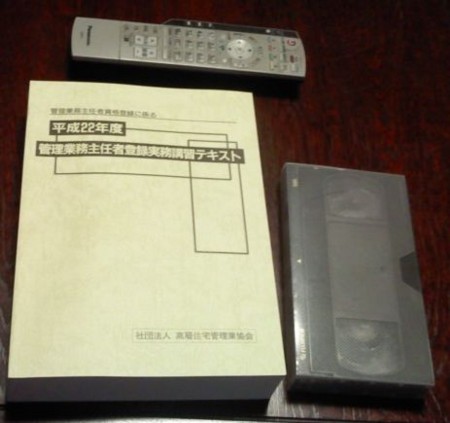 Panasonic
管理業務主任者資格登録に係る
平成22年度
管理業務主任者登録実務講習テキスト
社団法人 高層住宅管理業協会